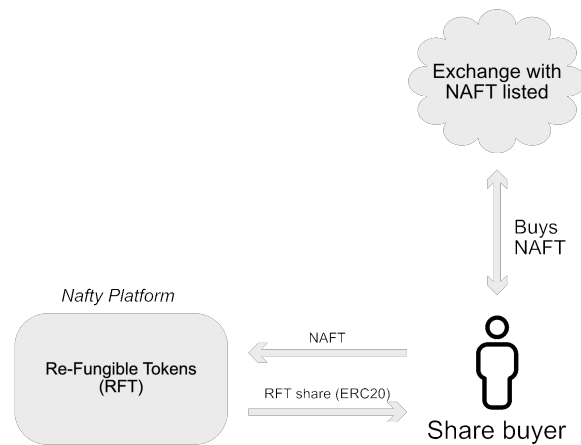 Exchange with
NAFT listed
Buys
NAFT
Nafty Platform
Re-Fungible Tokens
(RFT)
NAFT
RFT share (ERC20)
Share buyer